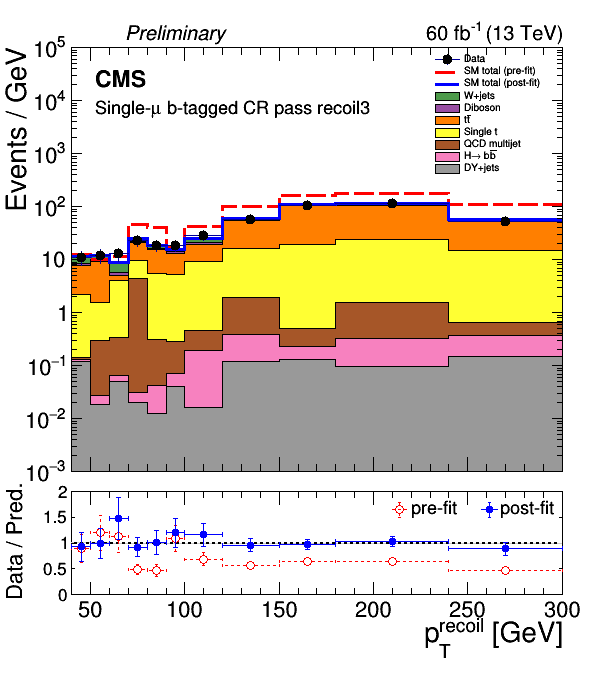 Preliminary 60 fb⁻¹ (13 TeV)
CMS
Single-μ b-tagged CR pass recoil3
Data
SM total (pre-fit)
SM total (post-fit)
W+jets
Diboson
tt̅
Single t
QCD multijet
H→ bb̅
DY+jets
Events / GeV
10⁵
10⁴
10³
10²
10
1
10⁻¹
10⁻²
10⁻³
pre-fit post-fit
Data / Pred.
2
1.5
1
0.5
0
50 100 150 200 250 300
p_T^recoil [GeV]